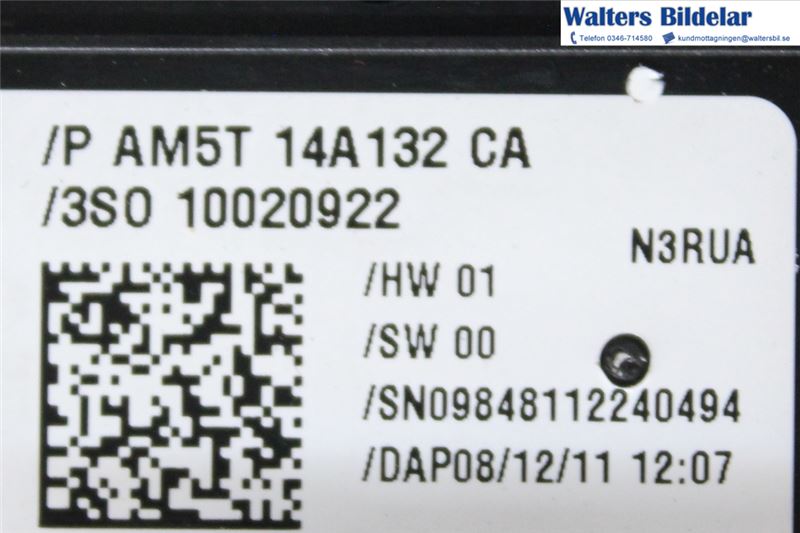 Walters Bildelar
Telefon 0346-714580 kundmottagningen@waltersbil.se
/P AM5T 14A132 CA
/3SO 10020922
N3RUA
/HW 01
/SW 00
/SN09848112240494
/DAP08/12/11 12:07